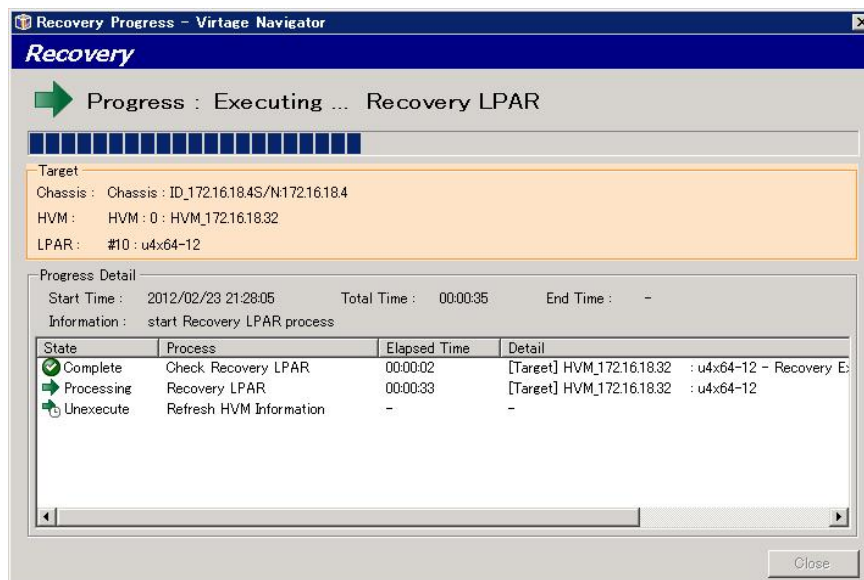 Recovery Progress - Virtage Navigator
Recovery
Progress : Executing ... Recovery LPAR
Target
Chassis : Chassis : ID_172.16.18.4S/N:172.16.18.4
HVM : HVM : 0 : HVM_172.16.18.32
LPAR : #10 : u4x64-12
Progress Detail
Start Time : 2012/02/23 21:28:05 Total Time : 00:00:35 End Time : -
Information : start Recovery LPAR process
State Process Elapsed Time Detail
Complete Check Recovery LPAR 00:00:02 [Target] HVM_172.16.18.32 : u4x64-12 - Recovery E
Processing Recovery LPAR 00:00:33 [Target] HVM_172.16.18.32 : u4x64-12
Unexecute Refresh HVM Information - -
Close